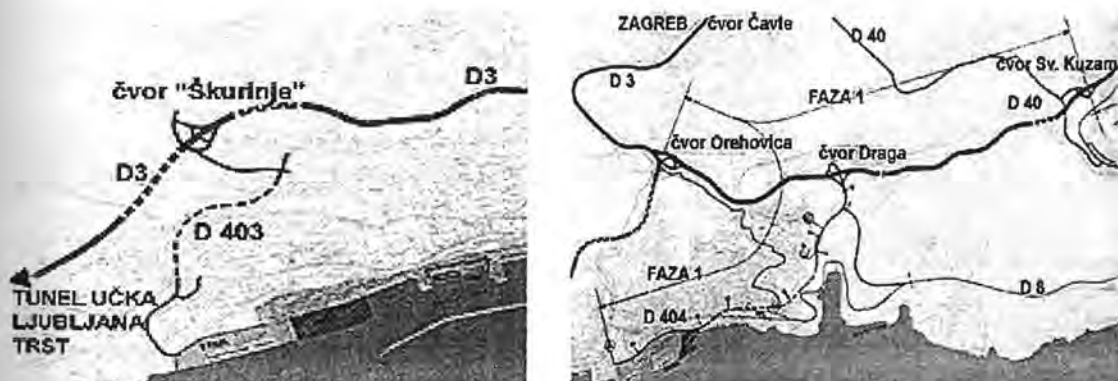 D3
čvor "Škurinje"
D3
D 403
TUNEL UČKA
LJUBLJANA
TRST
ZAGREB
čvor Čavle
D 40
čvor Sv. Kuzam
D 3
FAZA 1
D 40
čvor Orehovica
čvor Draga
FAZA 1
D 8
D 404